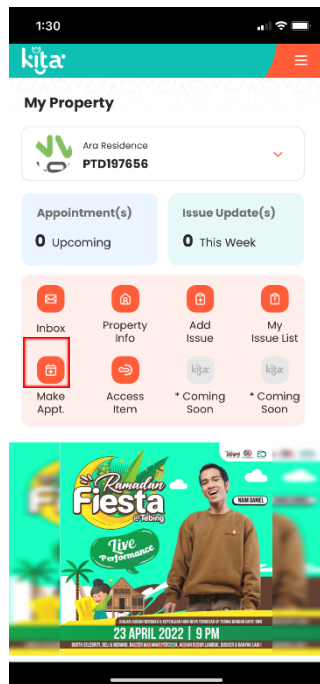 1:30
kita
My Property
Ara Residence
PTD197656
Appointment(s)
0 Upcoming
Issue Update(s)
0 This Week
Inbox
Property Info
Add Issue
My Issue List
Make Appt.
Access Item
kita
* Coming Soon
kita
* Coming Soon
Ramadan
Fiesta
@Tebing
Live
Performance
NAM DANIEL
23 APRIL 2022 | 9 PM